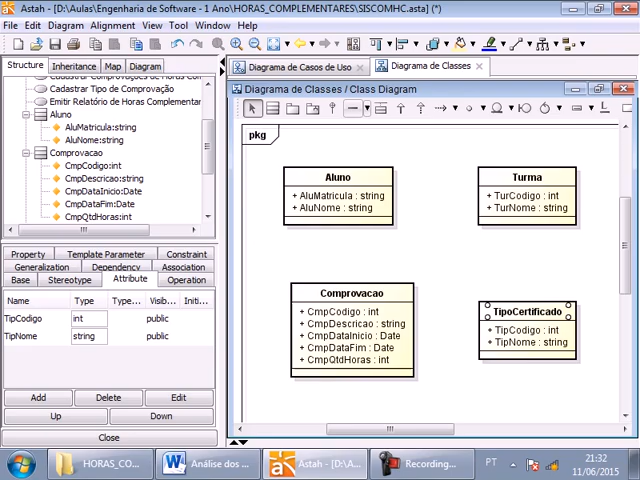 Astah - [D:\Aulas\Engenharia de Software - 1 Ano\HORAS_COMPLEMENTARES\SISCOMHC.asta] (*)
File Edit Diagram Alignment View Tool Window Help
Structure Inheritance Map Diagram
Cadastrar Comprovações de Horas Com
Cadastrar Tipo de Comprovação
Emitir Relatório de Horas Complementar
Aluno
AluMatricula:string
AluNome:string
Comprovacao
CmpCodigo:int
CmpDescricao:string
CmpDataInicio:Date
CmpDataFim:Date
CmpQtdHoras:int
Property Template Parameter Constraint
Generalization Dependency Association
Base Stereotype Attribute Operation
Name Type Type... Visib... Initi...
TipCodigo int public
TipNome string public
Add Delete Edit
Up Down
Close
Diagrama de Casos de Uso Diagrama de Classes
Diagrama de Classes / Class Diagram
pkg
Aluno
+ AluMatricula : string
+ AluNome : string
Turma
+ TurCodigo : int
+ TurNome : string
Comprovacao
+ CmpCodigo : int
+ CmpDescricao : string
+ CmpDataInicio : Date
+ CmpDataFim : Date
+ CmpQtdHoras : int
TipoCertificado
+ TipCodigo : int
+ TipNome : string
HORAS_CO... Análise dos ... Astah - [D:\A... Recording... PT 21:32
11/06/2015